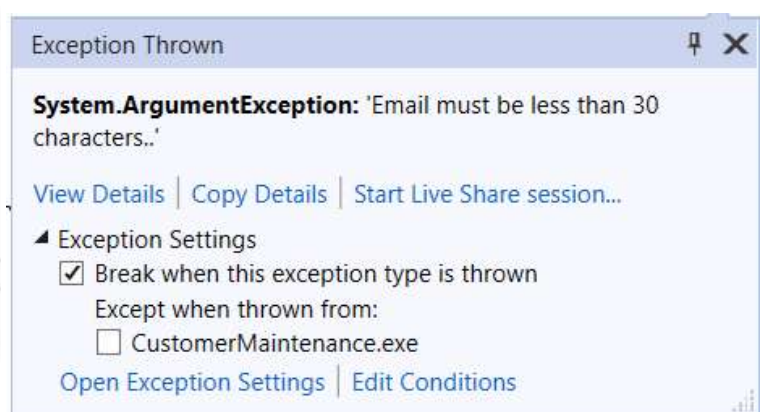 Exception Thrown
System.ArgumentException: 'Email must be less than 30
characters..'
View Details | Copy Details | Start Live Share session...
Exception Settings
Break when this exception type is thrown
Except when thrown from:
CustomerMaintenance.exe
Open Exception Settings | Edit Conditions